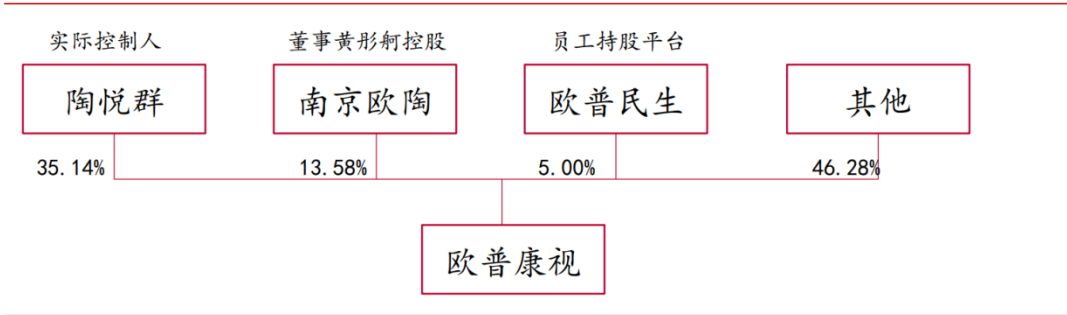 实际控制人 董事黄彤舸控股 员工持股平台
陶悦群 南京欧陶 欧普民生 其他
35.14% 13.58% 5.00% 46.28%
欧普康视